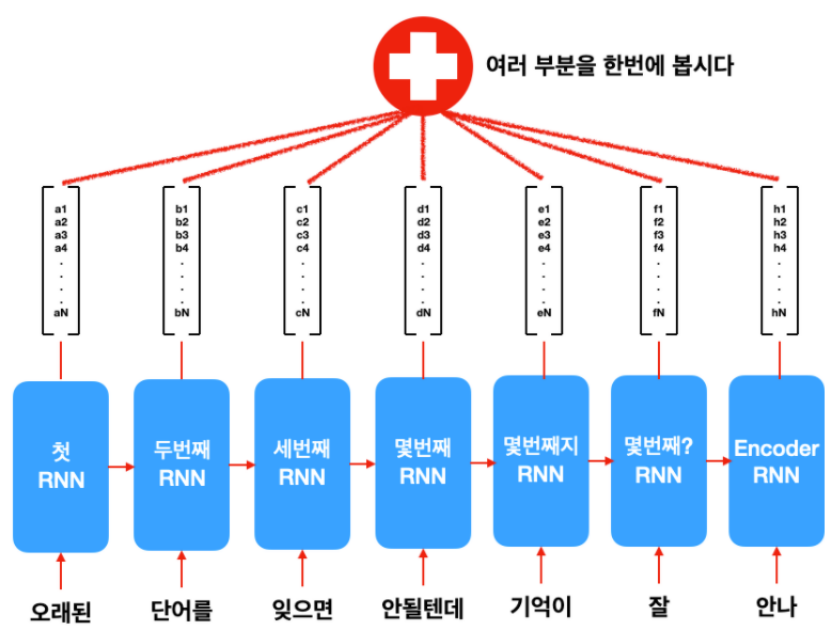 여러 부분을 한번에 봅시다
a1 b1 c1 d1 e1 f1 h1
a2 b2 c2 d2 e2 f2 h2
a3 b3 c3 d3 e3 f3 h3
a4 b4 c4 d4 e4 f4 h4
. . . . . . .
. . . . . . .
. . . . . . .
. . . . . . .
aN bN cN dN eN fN hN
첫 두번째 세번째 몇번째 몇번째지 몇번째? Encoder
RNN RNN RNN RNN RNN RNN RNN
오래된 단어를 잊으면 안될텐데 기억이 잘 안나